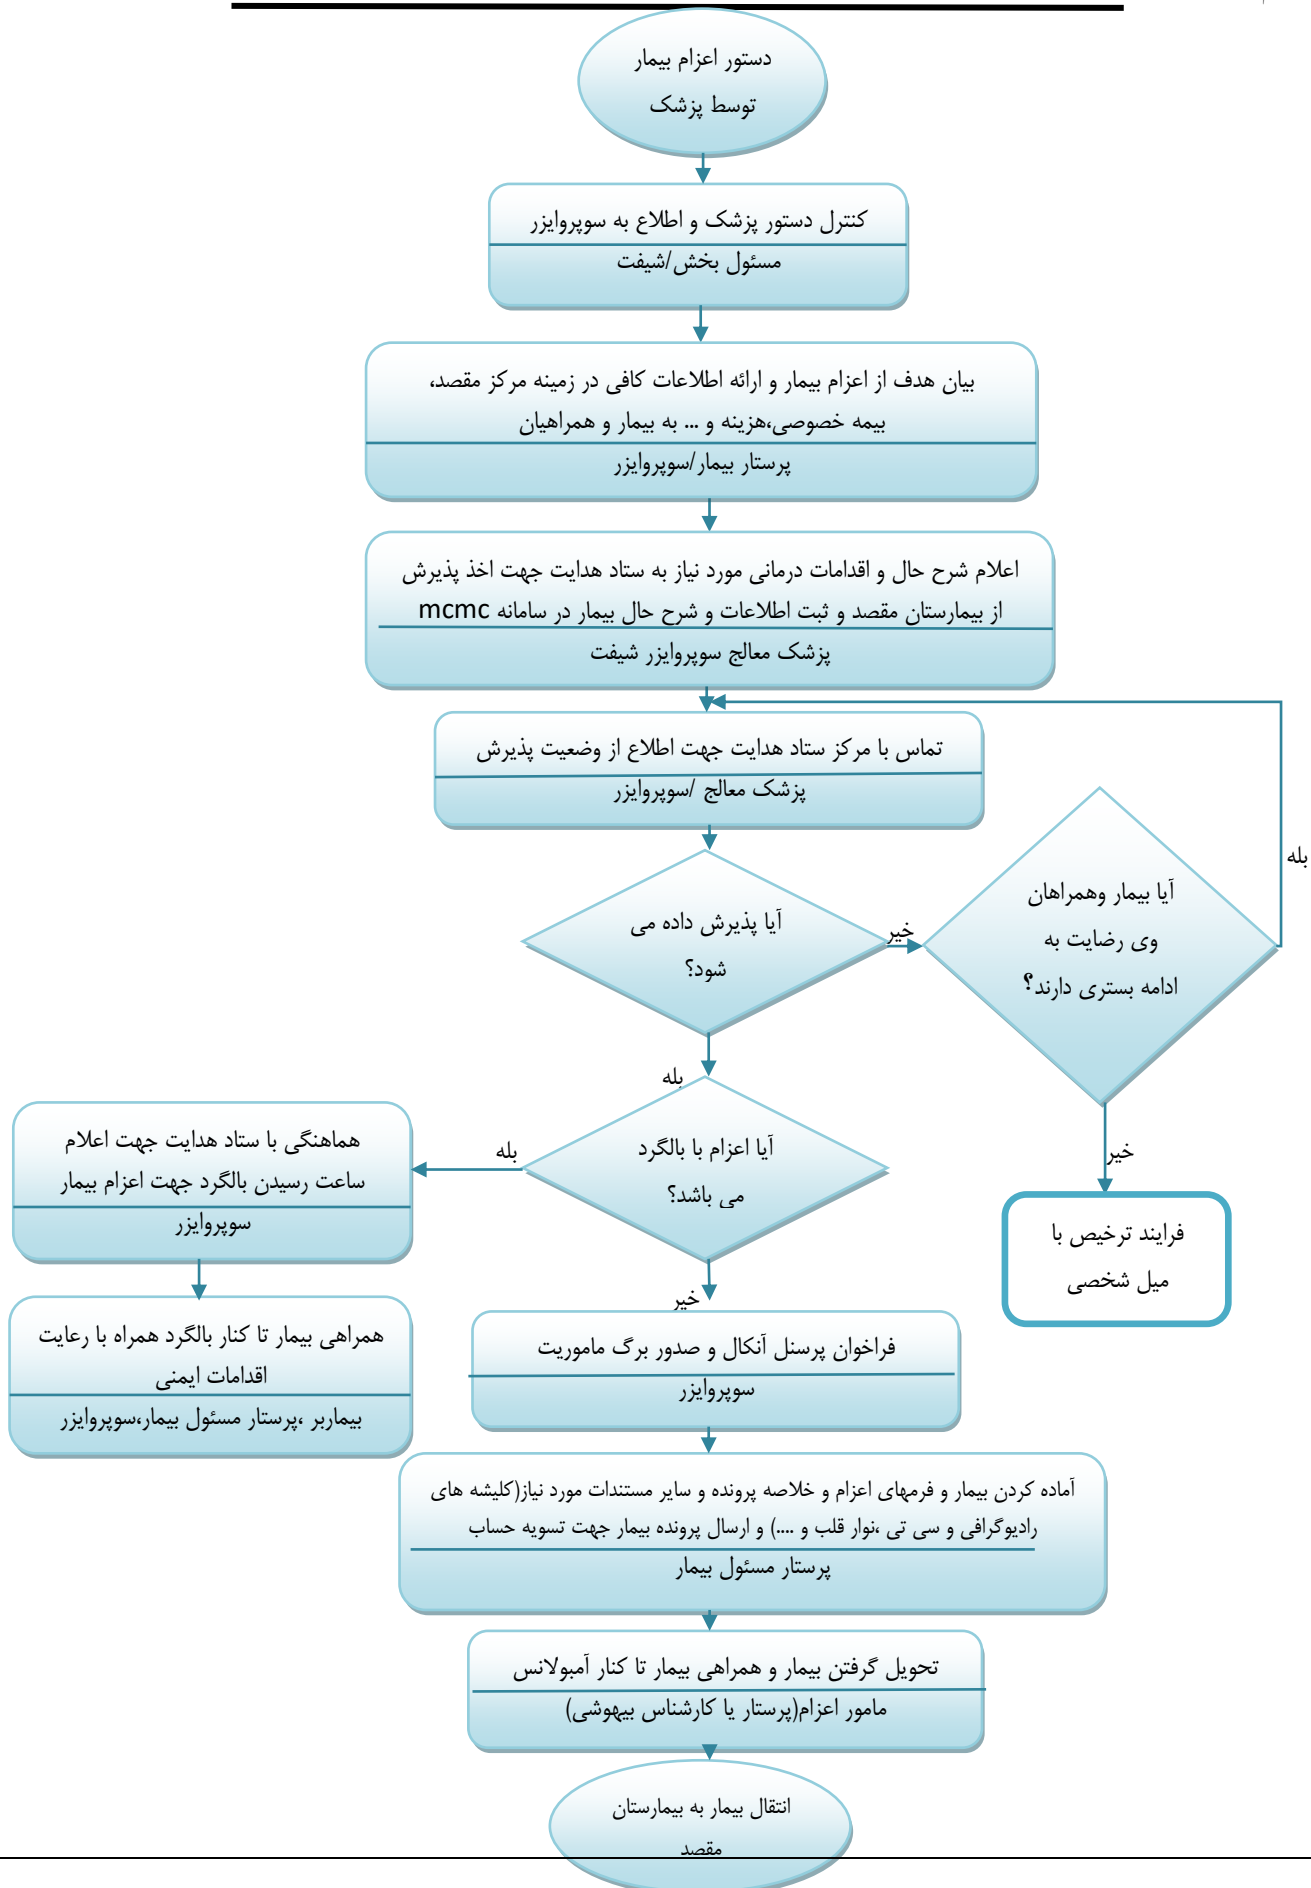 دستور اعزام بیمار
توسط پزشک
کنترل دستور پزشک و اطلاع به سوپروایزر
مسئول بخش/شیفت
بیان هدف از اعزام بیمار و ارائه اطلاعات کافی در زمینه مرکز مقصد،
بیمه خصوصی،هزینه و ... به بیمار و همراهیان
پرستار بیمار/سوپروایزر
اعلام شرح حال و اقدامات درمانی مورد نیاز به ستاد هدایت جهت اخذ پذیرش
از بیمارستان مقصد و ثبت اطلاعات و شرح حال بیمار در سامانه mcmc
پزشک معالج سوپروایزر شیفت
تماس با مرکز ستاد هدایت جهت اطلاع از وضعیت پذیرش
پزشک معالج /سوپروایزر
آیا پذیرش داده می
شود؟
خیر
آیا بیمار وهمراهان
وی رضایت به
ادامه بستری دارند؟
بله
خیر
فرایند ترخیص با
میل شخصی
بله
آیا اعزام با بالگرد
می باشد؟
بله
هماهنگی با ستاد هدایت جهت اعلام
ساعت رسیدن بالگرد جهت اعزام بیمار
سوپروایزر
همراهی بیمار تا کنار بالگرد همراه با رعایت
اقدامات ایمنی
بیماربر ،پرستار مسئول بیمار،سوپروایزر
خیر
فراخوان پرسنل آنکال و صدور برگ ماموریت
سوپروایزر
آماده کردن بیمار و فرمهای اعزام و خلاصه پرونده و سایر مستندات مورد نیاز(کلیشه های
رادیوگرافی و سی تی ،نوار قلب و ....) و ارسال پرونده بیمار جهت تسویه حساب
پرستار مسئول بیمار
تحویل گرفتن بیمار و همراهی بیمار تا کنار آمبولانس
مامور اعزام(پرستار یا کارشناس بیهوشی)
انتقال بیمار به بیمارستان
مقصد